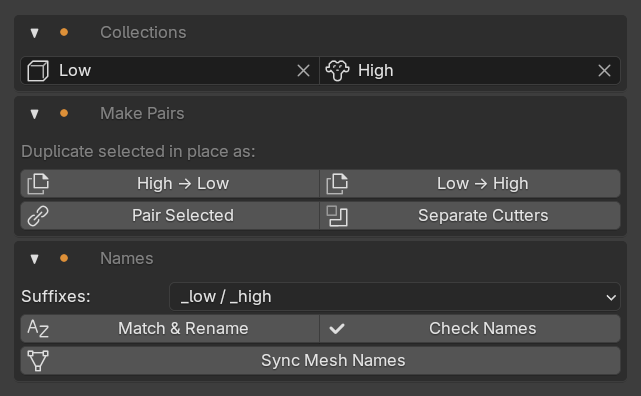 Collections
Low High
Make Pairs
Duplicate selected in place as:
High → Low Low → High
Pair Selected Separate Cutters
Names
Suffixes: _low / _high
Match & Rename Check Names
Sync Mesh Names